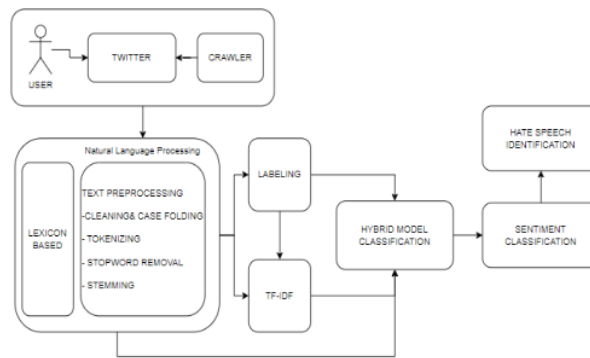 TWITTER
CRAWLER
USER
Natural Language Processing
LEXICON
BASED
TEXT PREPROCESSING
-CLEANING& CASE FOLDING
- TOKENIZING
- STOPWORD REMOVAL
- STEMMING
LABELING
TF-IDF
HYBRID MODEL
CLASSIFICATION
HATE SPEECH
IDENTIFICATION
SENTIMENT
CLASSIFICATION